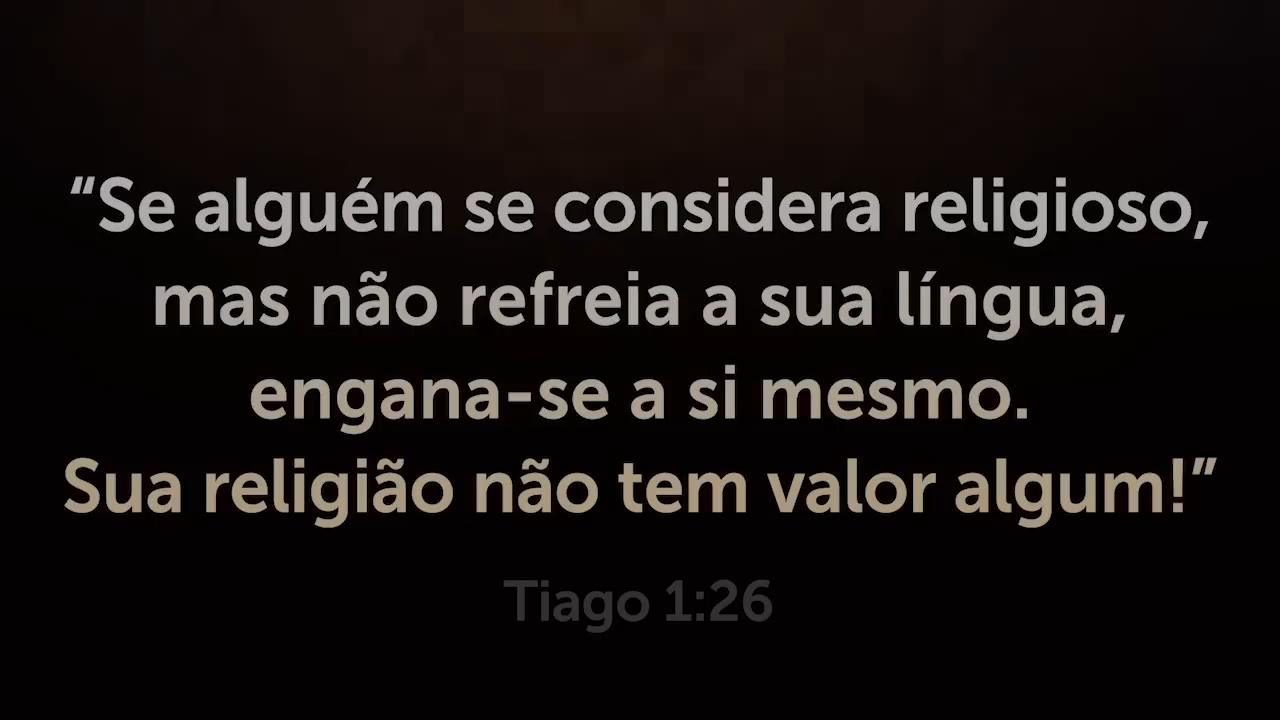 “Se alguém se considera religioso,
mas não refreia a sua língua,
engana-se a si mesmo.
Sua religião não tem valor algum!”
Tiago 1:26